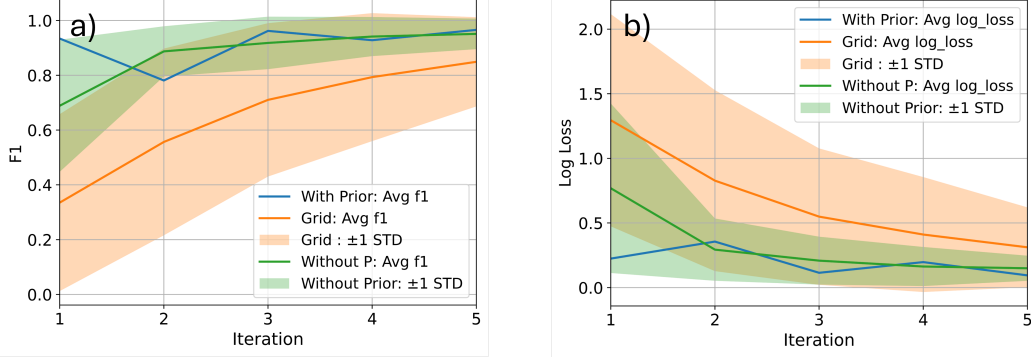 a)
1.0
0.8
0.6
0.4
0.2
0.0
F1
1 2 3 4 5
Iteration
With Prior: Avg f1
Grid: Avg f1
Grid : ±1 STD
Without P: Avg f1
Without Prior: ±1 STD
b)
2.0
1.5
1.0
0.5
0.0
Log Loss
1 2 3 4 5
Iteration
With Prior: Avg log_loss
Grid: Avg log_loss
Grid : ±1 STD
Without P: Avg log_loss
Without Prior: ±1 STD